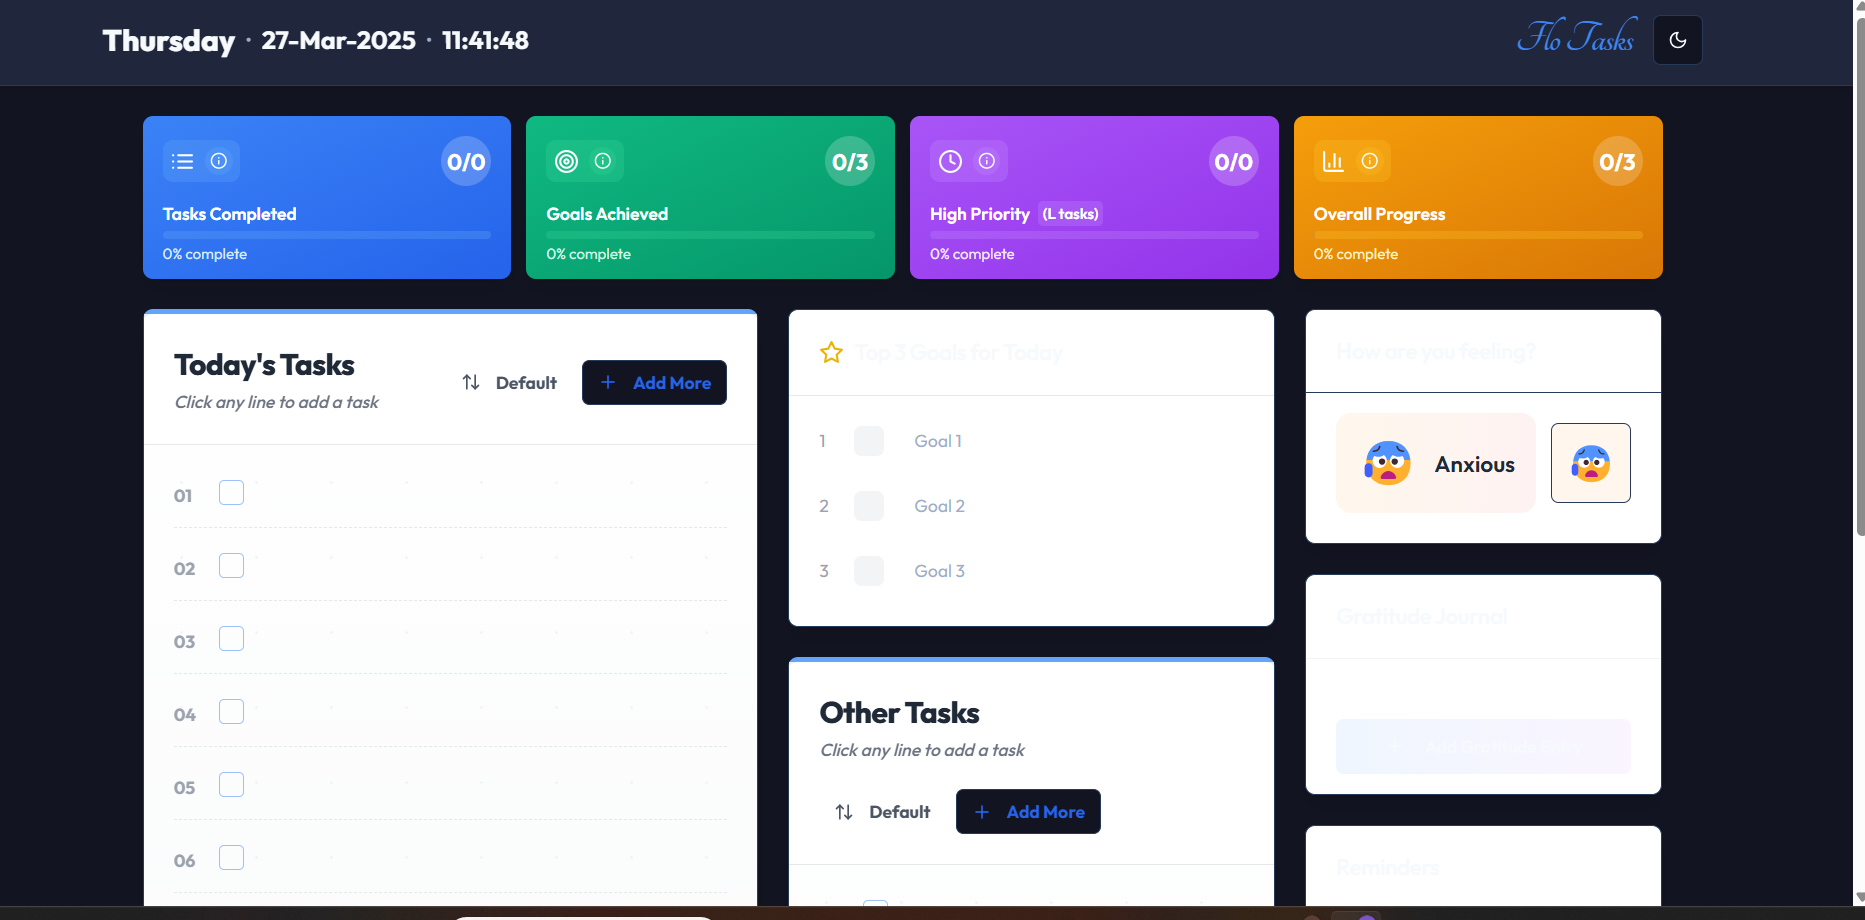 Thursday · 27-Mar-2025 · 11:41:48
Flo Tasks
0/0
Tasks Completed
0% complete
0/3
Goals Achieved
0% complete
0/0
High Priority (L tasks)
0% complete
0/3
Overall Progress
0% complete
Today's Tasks
Click any line to add a task
Default
+ Add More
01
02
03
04
05
06
Top 3 Goals for Today
1 Goal 1
2 Goal 2
3 Goal 3
Other Tasks
Click any line to add a task
Default
+ Add More
How are you feeling?
Anxious
Gratitude Journal
+ Add Gratitude
Reminders